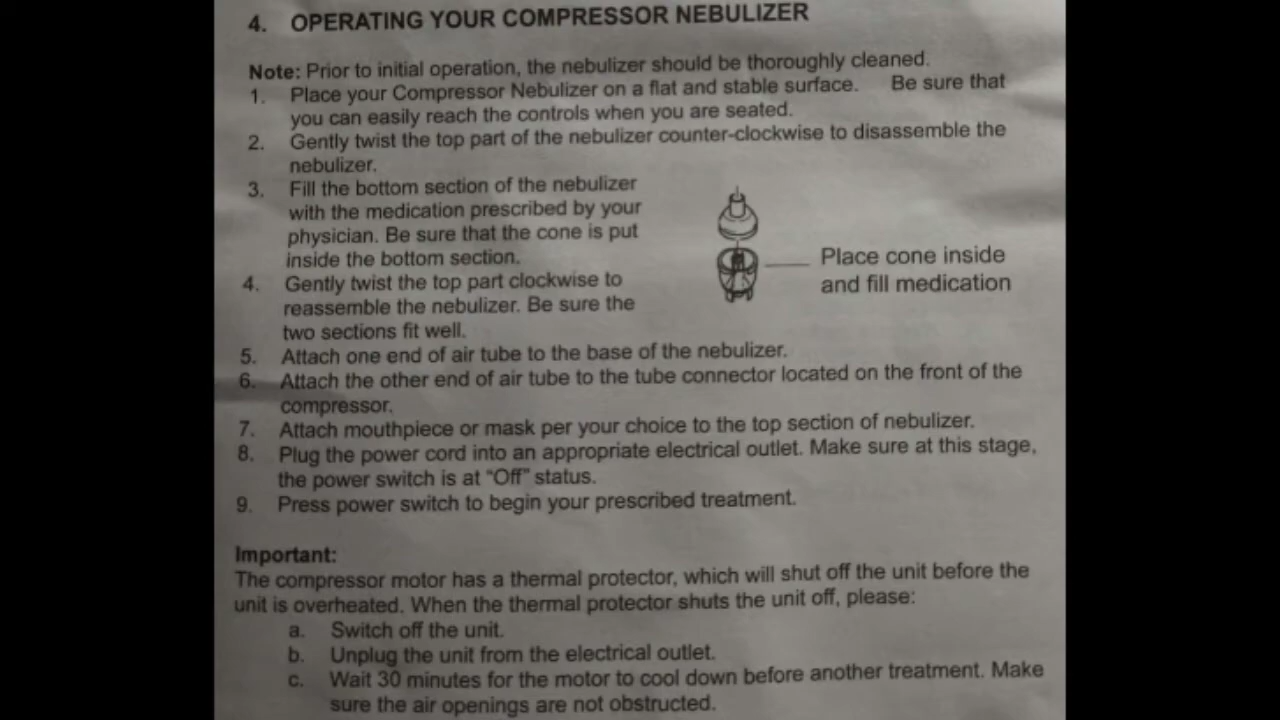 4. OPERATING YOUR COMPRESSOR NEBULIZER
Note: Prior to initial operation, the nebulizer should be thoroughly cleaned.
1. Place your Compressor Nebulizer on a flat and stable surface. Be sure that
you can easily reach the controls when you are seated.
2. Gently twist the top part of the nebulizer counter-clockwise to disassemble the
nebulizer.
3. Fill the bottom section of the nebulizer
with the medication prescribed by your
physician. Be sure that the cone is put
inside the bottom section.
Place cone inside
and fill medication
4. Gently twist the top part clockwise to
reassemble the nebulizer. Be sure the
two sections fit well.
5. Attach one end of air tube to the base of the nebulizer.
6. Attach the other end of air tube to the tube connector located on the front of the
compressor.
7. Attach mouthpiece or mask per your choice to the top section of nebulizer.
8. Plug the power cord into an appropriate electrical outlet. Make sure at this stage,
the power switch is at “Off” status.
9. Press power switch to begin your prescribed treatment.
Important:
The compressor motor has a thermal protector, which will shut off the unit before the
unit is overheated. When the thermal protector shuts the unit off, please:
a. Switch off the unit.
b. Unplug the unit from the electrical outlet.
c. Wait 30 minutes for the motor to cool down before another treatment. Make
sure the air openings are not obstructed.